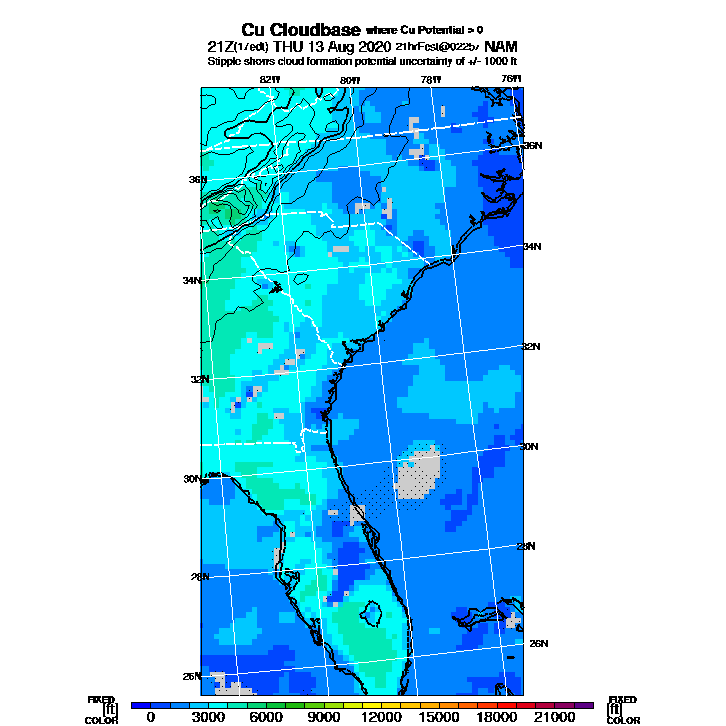 Cu Cloudbase where Cu Potential > 0
21Z(17edt) THU 13 Aug 2020 21hrFcst@0225z NAM
Stipple shows cloud formation potential uncertainty of +/- 1000 ft
82W 80W 78W 76W
36N
36N
34N
34N
32N
32N
30N
30N
28N
28N
26N
26N
FIXED FIXED
[ft] [ft]
COLOR COLOR
0 3000 6000 9000 12000 15000 18000 21000